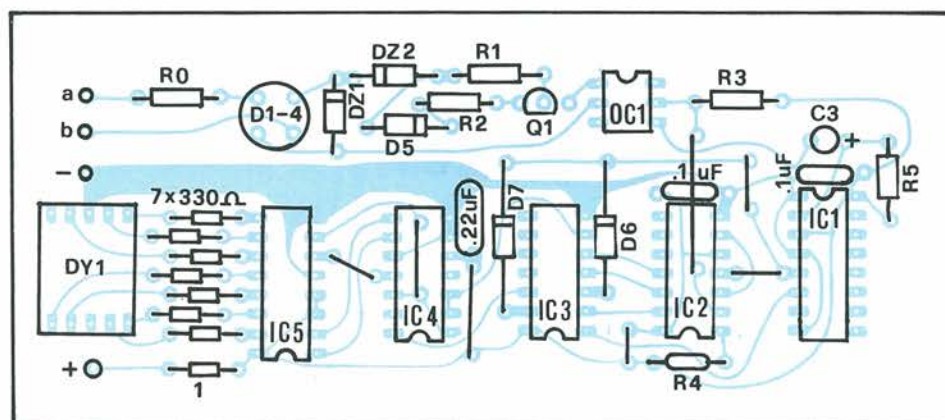 DZ2
R1
R0
R3
a
DZ1
D1-4
R2
Q1
OC1
C3
b
D5
+
–
.1uF
.1uF
R5
7×330Ω
.22uF
D7
D6
IC1
DY1
IC5
IC4
IC3
IC2
+
1
R4